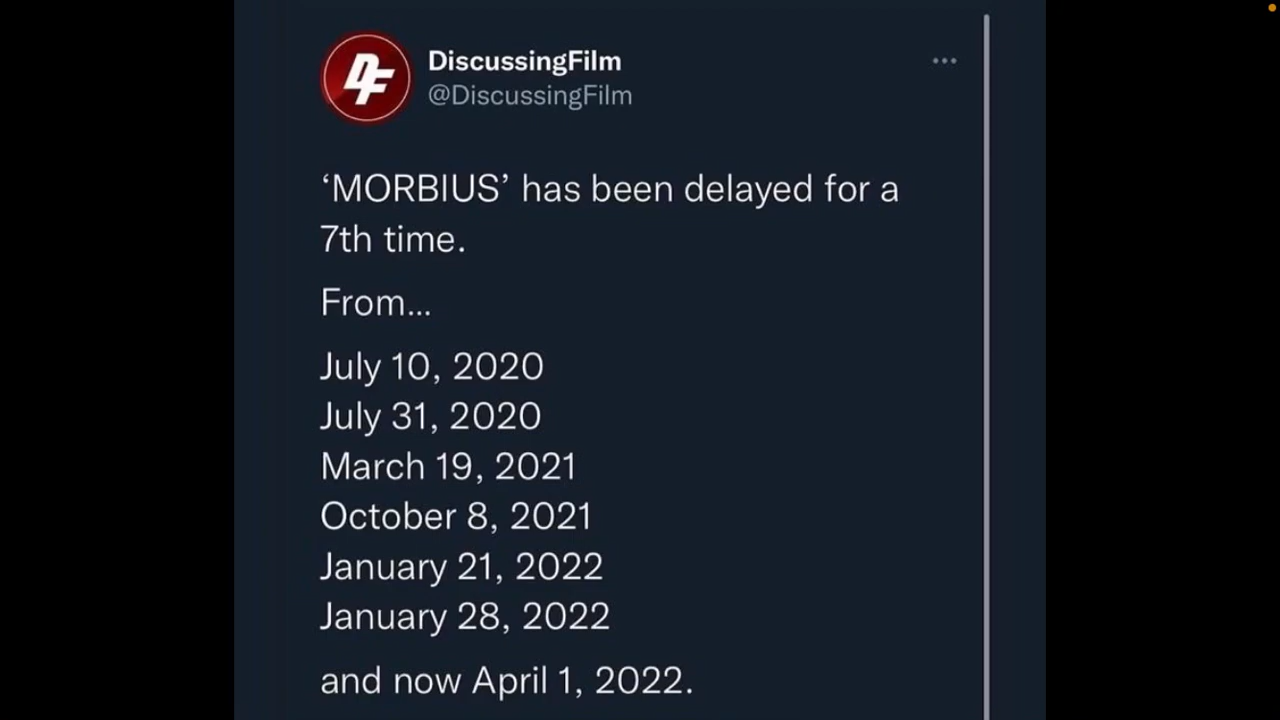 DF
DiscussingFilm
@DiscussingFilm
‘MORBIUS’ has been delayed for a
7th time.
From...
July 10, 2020
July 31, 2020
March 19, 2021
October 8, 2021
January 21, 2022
January 28, 2022
and now April 1, 2022.